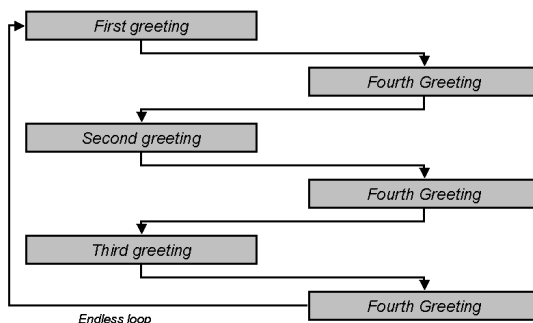 First greeting
Fourth Greeting
Second greeting
Fourth Greeting
Third greeting
Fourth Greeting
Endless loop